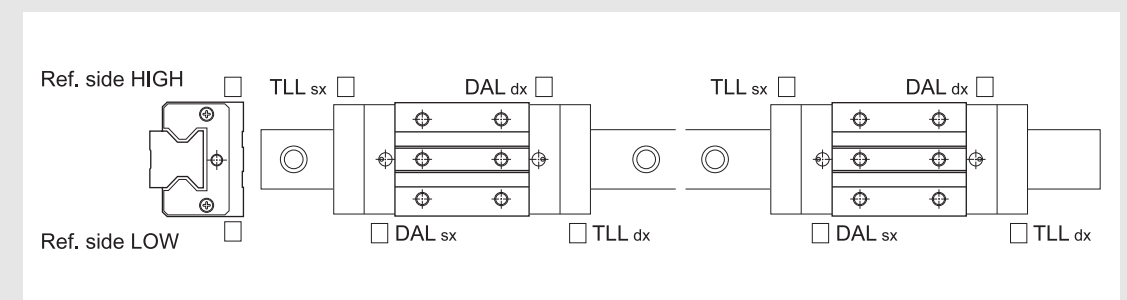 Ref. side HIGH
TLL sx
DAL dx
TLL sx
DAL dx
Ref. side LOW
DAL sx
TLL dx
DAL sx
TLL dx